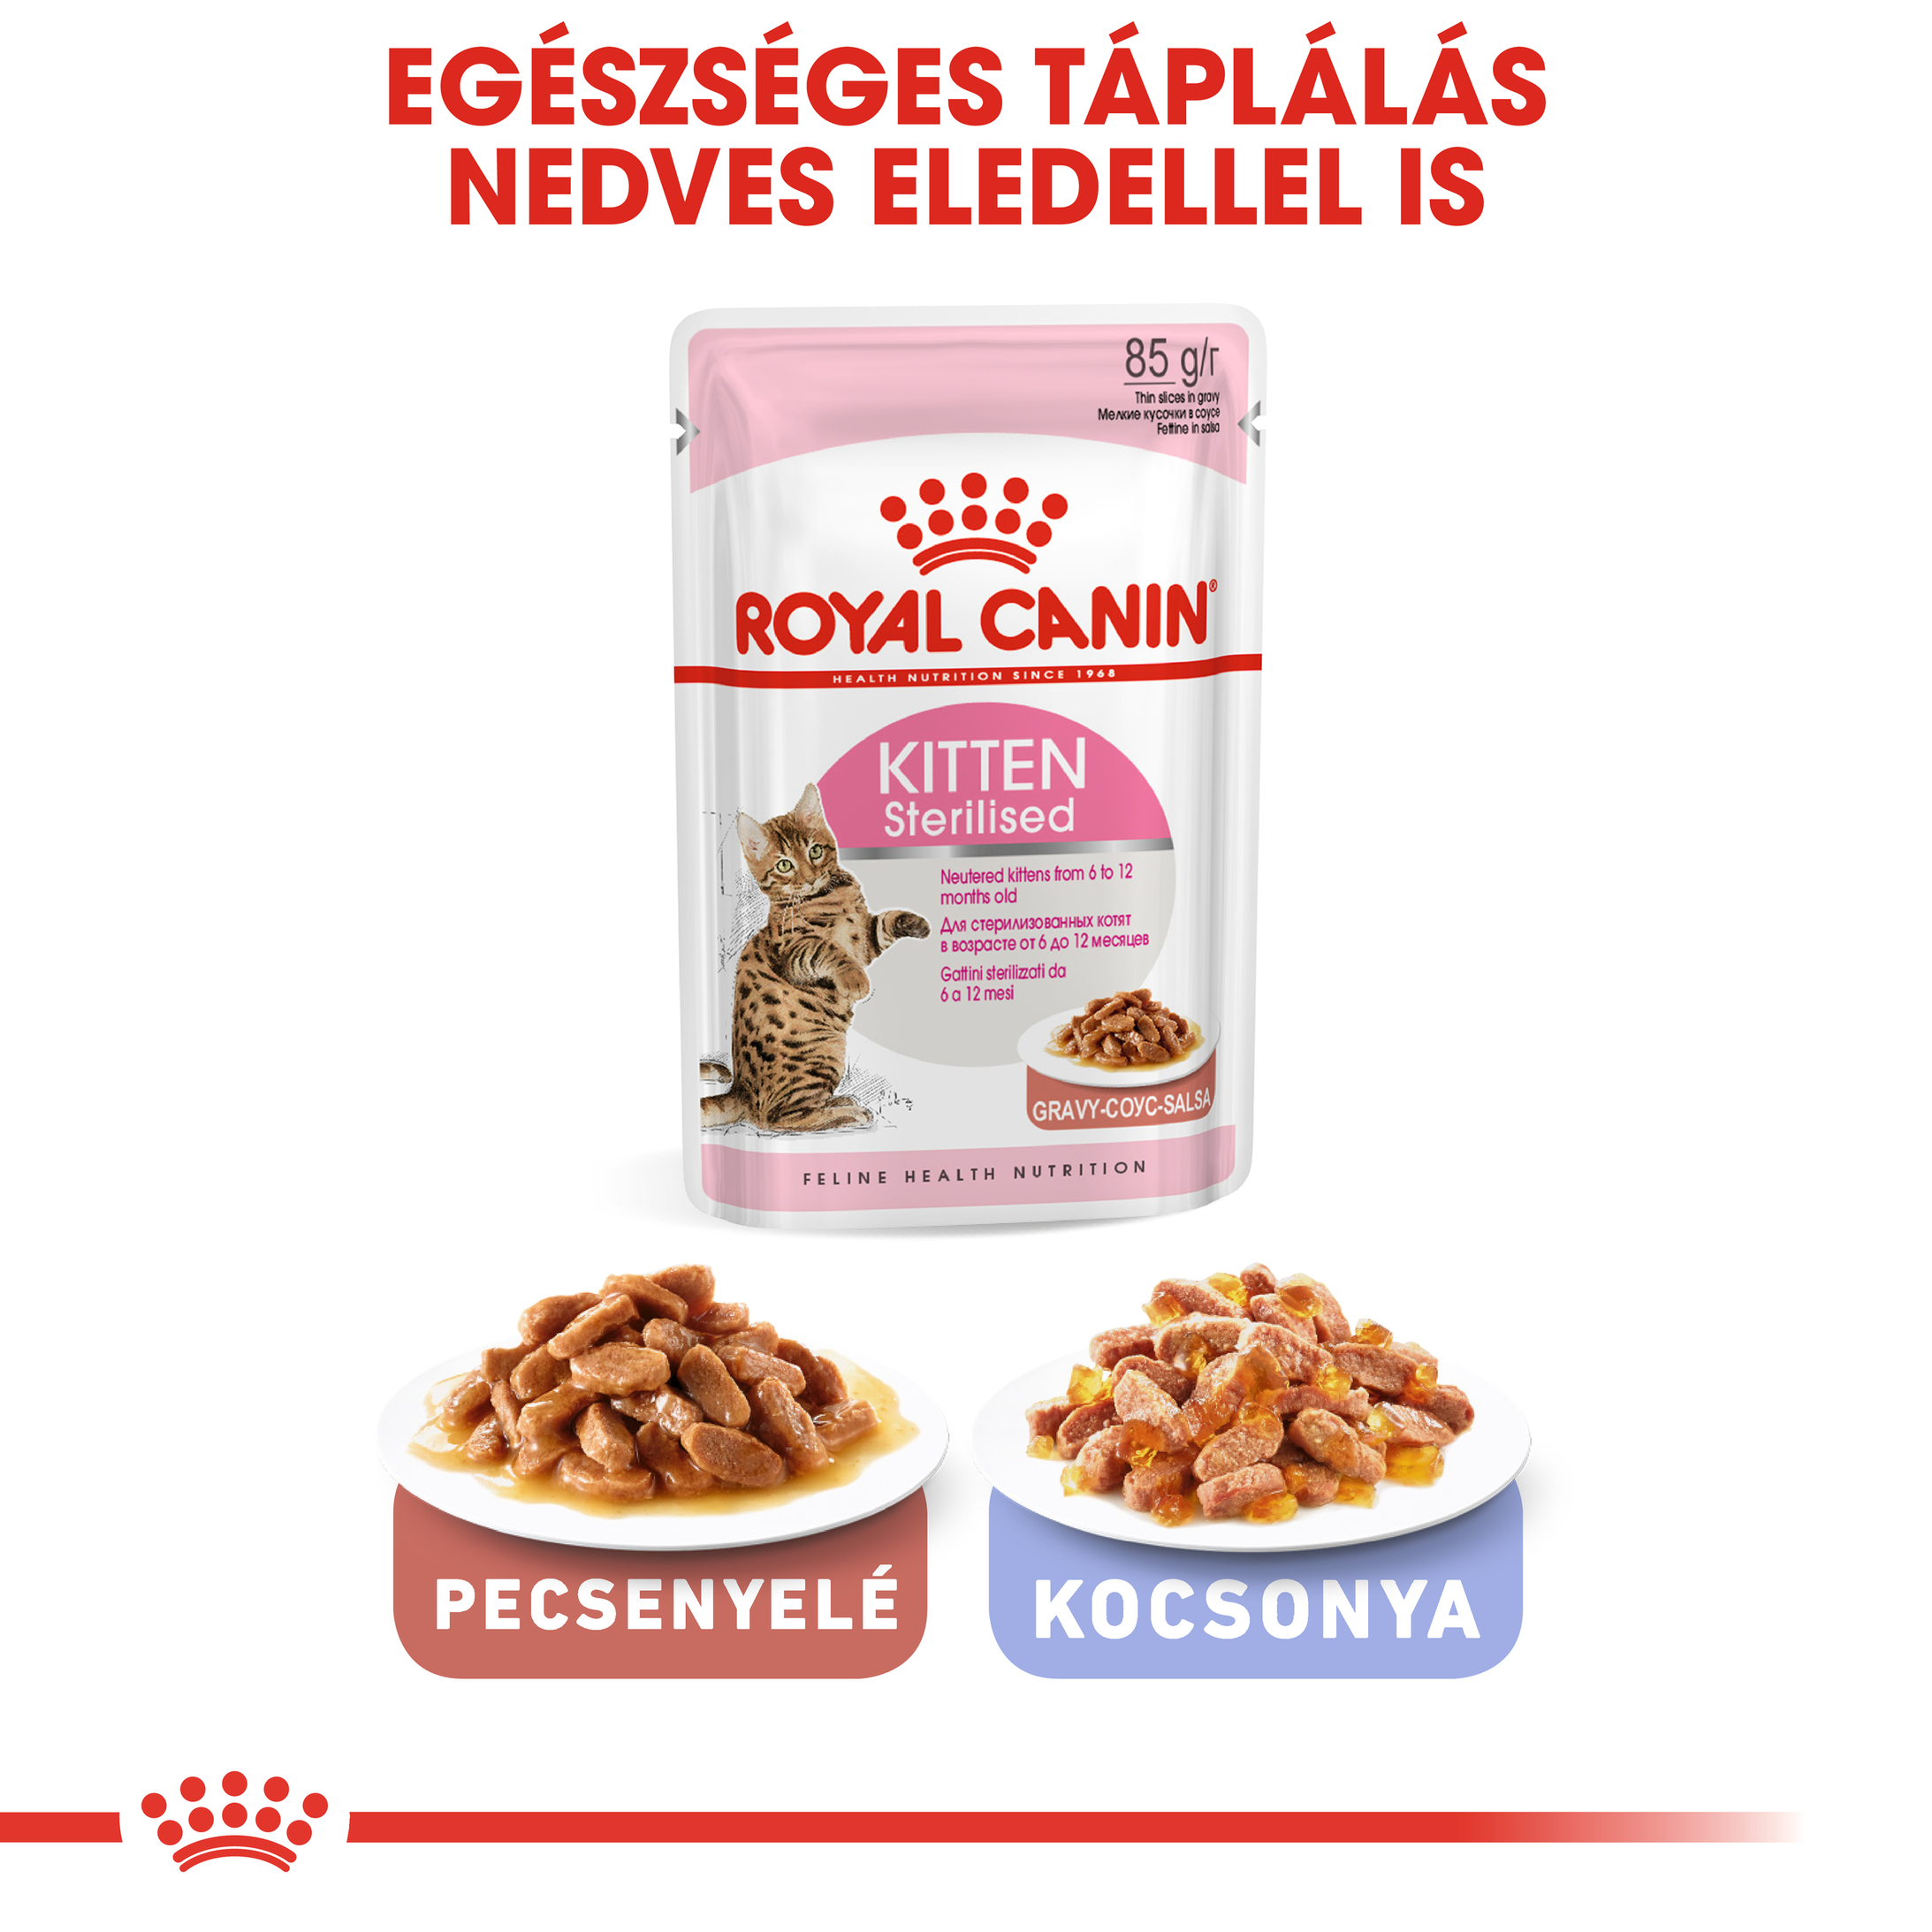 EGÉSZSÉGES TÁPLÁLÁS
NEDVES ELEDELLEL IS
85 g/г
Thin slices in gravy
Мелкие кусочки в соусе
Fettine in salsa
ROYAL CANIN®
HEALTH NUTRITION SINCE 1968
KITTEN
Sterilised
Neutered kittens from 6 to 12
months old
Для стерилизованных котят
в возрасте от 6 до 12 месяцев
Gattini sterilizzati da
6 a 12 mesi
GRAVY-СОУС-SALSA
FELINE HEALTH NUTRITION
PECSENYELÉ
KOCSONYA